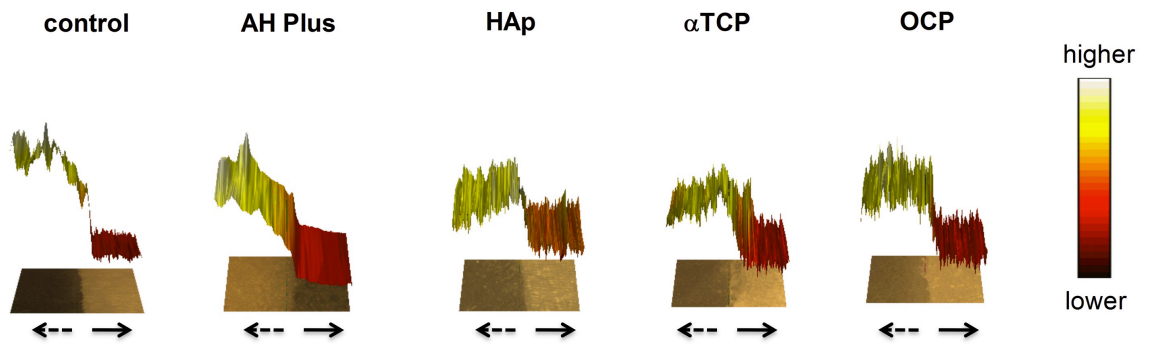 control
AH Plus
HAp
αTCP
OCP
higher
lower